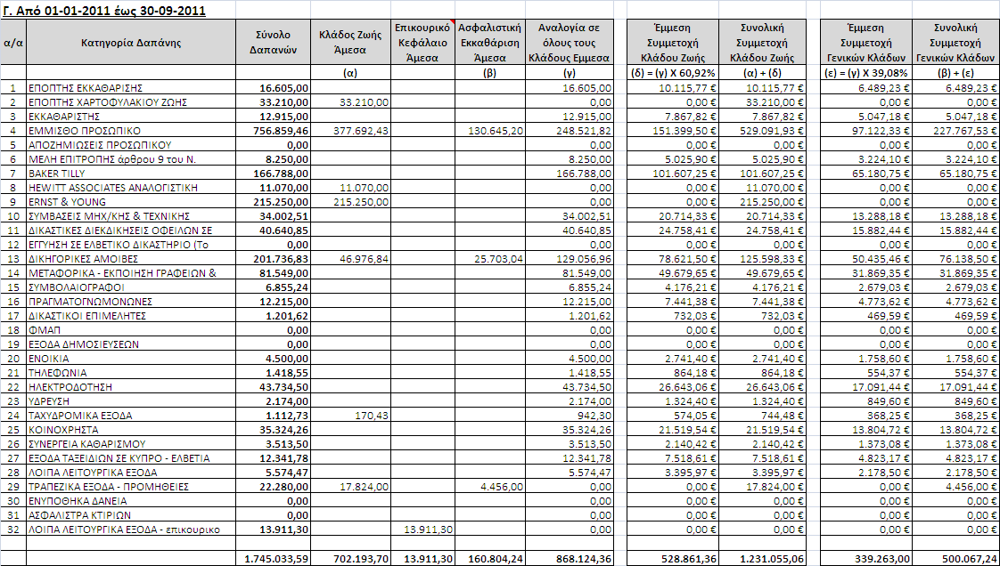 Γ. Από 01-01-2011 έως 30-09-2011
α/α Κατηγορία Δαπάνης Σύνολο Δαπανών Κλάδος Ζωής Άμεσα Επικουρικό Κεφάλαιο Άμεσα Ασφαλιστική Εκκαθάριση Άμεσα Αναλογία σε όλους τους Κλάδους Εμμεσα Έμμεση Συμμετοχή Κλάδου Ζωής Συνολική Συμμετοχή Κλάδου Ζωής Έμμεση Συμμετοχή Γενικών Κλάδων Συνολική Συμμετοχή Γενικών Κλάδων
(α) (β) (γ) (δ) = (γ) Χ 60,92% (α) + (δ) (ε) = (γ) Χ 39,08% (β) + (ε)
1 ΕΠΟΠΤΗΣ ΕΚΚΑΘΑΡΙΣΗΣ 16.605,00 16.605,00 10.115,77 € 10.115,77 € 6.489,23 € 6.489,23 €
2 ΕΠΟΠΤΗΣ ΧΑΡΤΟΦΥΛΑΚΙΟΥ ΖΩΗΣ 33.210,00 33.210,00 0,00 0,00 € 33.210,00 € 0,00 € 0,00 €
3 ΕΚΚΑΘΑΡΙΣΤΗΣ 12.915,00 12.915,00 7.867,82 € 7.867,82 € 5.047,18 € 5.047,18 €
4 ΕΜΜΙΣΘΟ ΠΡΟΣΩΠΙΚΟ 756.859,46 377.692,43 130.645,20 248.521,82 151.399,50 € 529.091,93 € 97.122,33 € 227.767,53 €
5 ΑΠΟΖΗΜΙΩΣΕΙΣ ΠΡΟΣΩΠΙΚΟΥ 0,00 0,00 0,00 € 0,00 € 0,00 € 0,00 €
6 ΜΕΛΗ ΕΠΙΤΡΟΠΗΣ άρθρου 9 του Ν. 8.250,00 8.250,00 5.025,90 € 5.025,90 € 3.224,10 € 3.224,10 €
7 BAKER TILLY 166.788,00 166.788,00 101.607,25 € 101.607,25 € 65.180,75 € 65.180,75 €
8 HEWITT ASSOCIATES ΑΝΑΛΟΓΙΣΤΙΚΗ 11.070,00 11.070,00 0,00 0,00 € 11.070,00 € 0,00 € 0,00 €
9 ERNST & YOUNG 215.250,00 215.250,00 0,00 0,00 € 215.250,00 € 0,00 € 0,00 €
10 ΣΥΜΒΑΣΕΙΣ ΜΗΧ/ΚΗΣ & ΤΕΧΝΙΚΗΣ 34.002,51 34.002,51 20.714,33 € 20.714,33 € 13.288,18 € 13.288,18 €
11 ΔΙΚΑΣΤΙΚΕΣ ΔΙΕΚΔΙΚΗΣΕΙΣ ΟΦΕΙΛΩΝ ΣΕ 40.640,85 40.640,85 24.758,41 € 24.758,41 € 15.882,44 € 15.882,44 €
12 ΕΓΓΥΗΣΗ ΣΕ ΕΛΒΕΤΙΚΟ ΔΙΚΑΣΤΗΡΙΟ (Το 0,00 0,00 0,00 € 0,00 € 0,00 € 0,00 €
13 ΔΙΚΗΓΟΡΙΚΕΣ ΑΜΟΙΒΕΣ 201.736,83 46.976,84 25.703,04 129.056,96 78.621,50 € 125.598,33 € 50.435,46 € 76.138,50 €
14 ΜΕΤΑΦΟΡΙΚΑ - ΕΚΠΟΙΗΣΗ ΓΡΑΦΕΙΩΝ & 81.549,00 81.549,00 49.679,65 € 49.679,65 € 31.869,35 € 31.869,35 €
15 ΣΥΜΒΟΛΑΙΟΓΡΑΦΟΙ 6.855,24 6.855,24 4.176,21 € 4.176,21 € 2.679,03 € 2.679,03 €
16 ΠΡΑΓΜΑΤΟΓΝΩΜΟΝΩΝΕΣ 12.215,00 12.215,00 7.441,38 € 7.441,38 € 4.773,62 € 4.773,62 €
17 ΔΙΚΑΣΤΙΚΟΙ ΕΠΙΜΕΛΗΤΕΣ 1.201,62 1.201,62 732,03 € 732,03 € 469,59 € 469,59 €
18 ΦΜΑΠ 0,00 0,00 0,00 € 0,00 € 0,00 € 0,00 €
19 ΕΞΟΔΑ ΔΗΜΟΣΙΕΥΣΕΩΝ 0,00 0,00 0,00 € 0,00 € 0,00 € 0,00 €
20 ΕΝΟΙΚΙΑ 4.500,00 4.500,00 2.741,40 € 2.741,40 € 1.758,60 € 1.758,60 €
21 ΤΗΛΕΦΩΝΙΑ 1.418,55 1.418,55 864,18 € 864,18 € 554,37 € 554,37 €
22 ΗΛΕΚΤΡΟΔΟΤΗΣΗ 43.734,50 43.734,50 26.643,06 € 26.643,06 € 17.091,44 € 17.091,44 €
23 ΥΔΡΕΥΣΗ 2.174,00 2.174,00 1.324,40 € 1.324,40 € 849,60 € 849,60 €
24 ΤΑΧΥΔΡΟΜΙΚΑ ΕΞΟΔΑ 1.112,73 170,43 942,30 574,05 € 744,48 € 368,25 € 368,25 €
25 ΚΟΙΝΟΧΡΗΣΤΑ 35.324,26 35.324,26 21.519,54 € 21.519,54 € 13.804,72 € 13.804,72 €
26 ΣΥΝΕΡΓΕΙΑ ΚΑΘΑΡΙΣΜΟΥ 3.513,50 3.513,50 2.140,42 € 2.140,42 € 1.373,08 € 1.373,08 €
27 ΕΞΟΔΑ ΤΑΞΕΙΔΙΩΝ ΣΕ ΚΥΠΡΟ - ΕΛΒΕΤΙΑ 12.341,78 12.341,78 7.518,61 € 7.518,61 € 4.823,17 € 4.823,17 €
28 ΛΟΙΠΑ ΛΕΙΤΟΥΡΓΙΚΑ ΕΞΟΔΑ 5.574,47 5.574,47 3.395,97 € 3.395,97 € 2.178,50 € 2.178,50 €
29 ΤΡΑΠΕΖΙΚΑ ΕΞΟΔΑ - ΠΡΟΜΗΘΕΙΕΣ 22.280,00 17.824,00 4.456,00 0,00 0,00 € 17.824,00 € 0,00 € 4.456,00 €
30 ΕΝΥΠΟΘΗΚΑ ΔΑΝΕΙΑ 0,00 0,00 0,00 € 0,00 € 0,00 € 0,00 €
31 ΑΣΦΑΛΙΣΤΡΑ ΚΤΙΡΙΩΝ 0,00 0,00 0,00 € 0,00 € 0,00 € 0,00 €
32 ΛΟΙΠΑ ΛΕΙΤΟΥΡΓΙΚΑ ΕΞΟΔΑ - επικουρικο 13.911,30 13.911,30 0,00 0,00 € 0,00 € 0,00 € 0,00 €
1.745.033,59 702.193,70 13.911,30 160.804,24 868.124,36 528.861,36 1.231.055,06 339.263,00 500.067,24